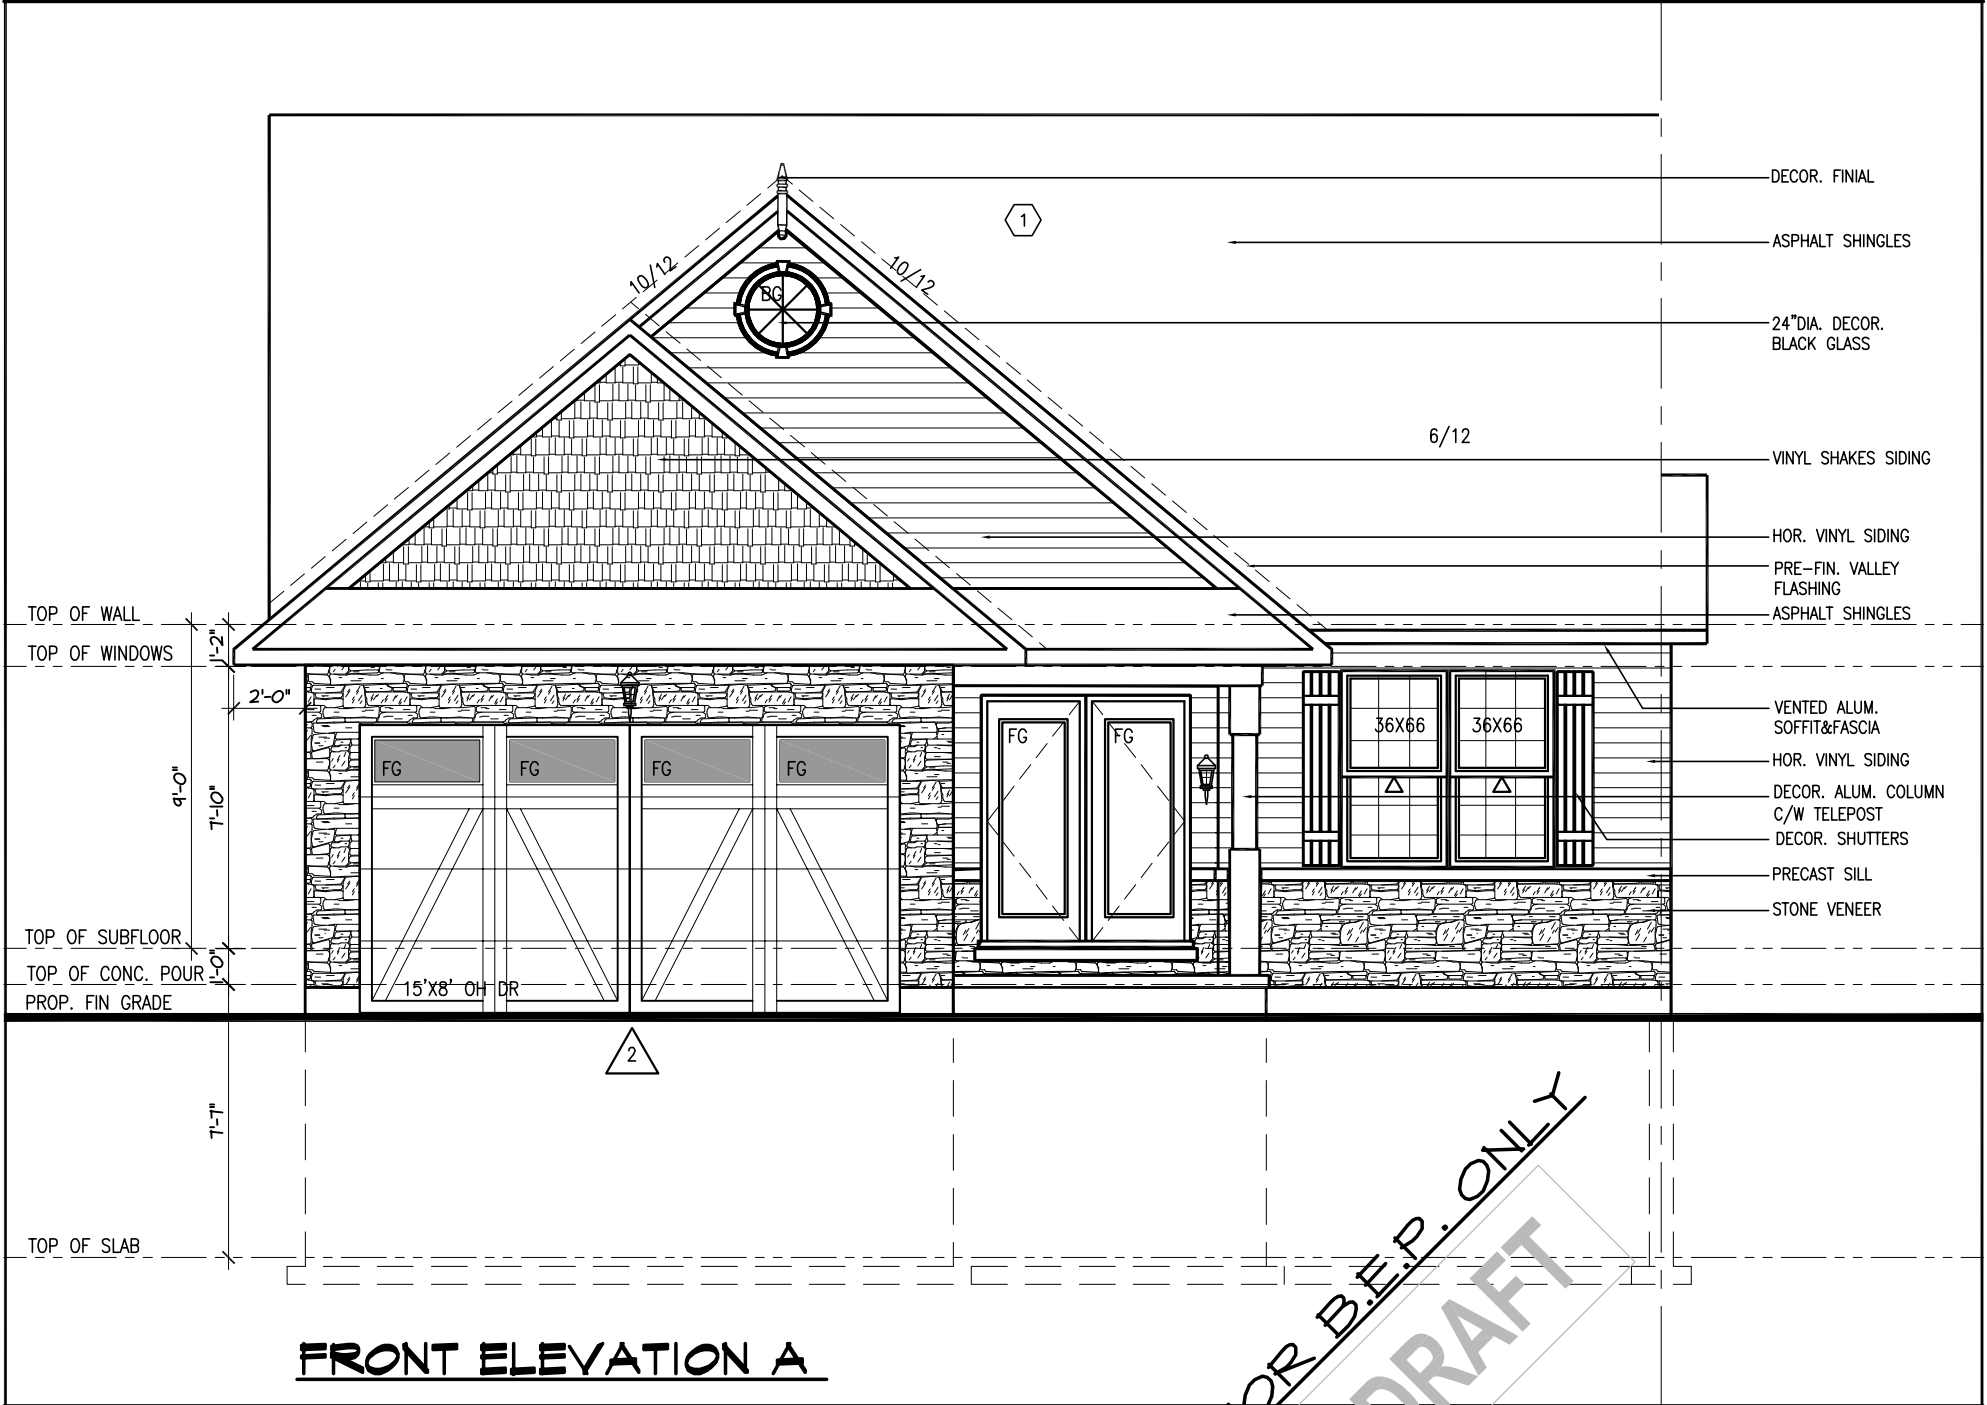 DECOR. FINIAL
1
ASPHALT SHINGLES
10/12
10/12
BG
24"DIA. DECOR.
BLACK GLASS
6/12
VINYL SHAKES SIDING
HOR. VINYL SIDING
PRE-FIN. VALLEY
FLASHING
ASPHALT SHINGLES
TOP OF WALL
1'-2"
TOP OF WINDOWS
2'-0"
VENTED ALUM.
SOFFIT&FASCIA
36X66
36X66
FG
FG
HOR. VINYL SIDING
FG
FG
FG
FG
9'-0"
7'-10"
DECOR. ALUM. COLUMN
C/W TELEPOST
DECOR. SHUTTERS
PRECAST SILL
STONE VENEER
TOP OF SUBFLOOR
1'-0"
TOP OF CONC. POUR
15'X8' OH DR
PROP. FIN GRADE
2
7'-7"
TOP OF SLAB
OR B.E.P. ONLY
DRAFT
FRONT ELEVATION A